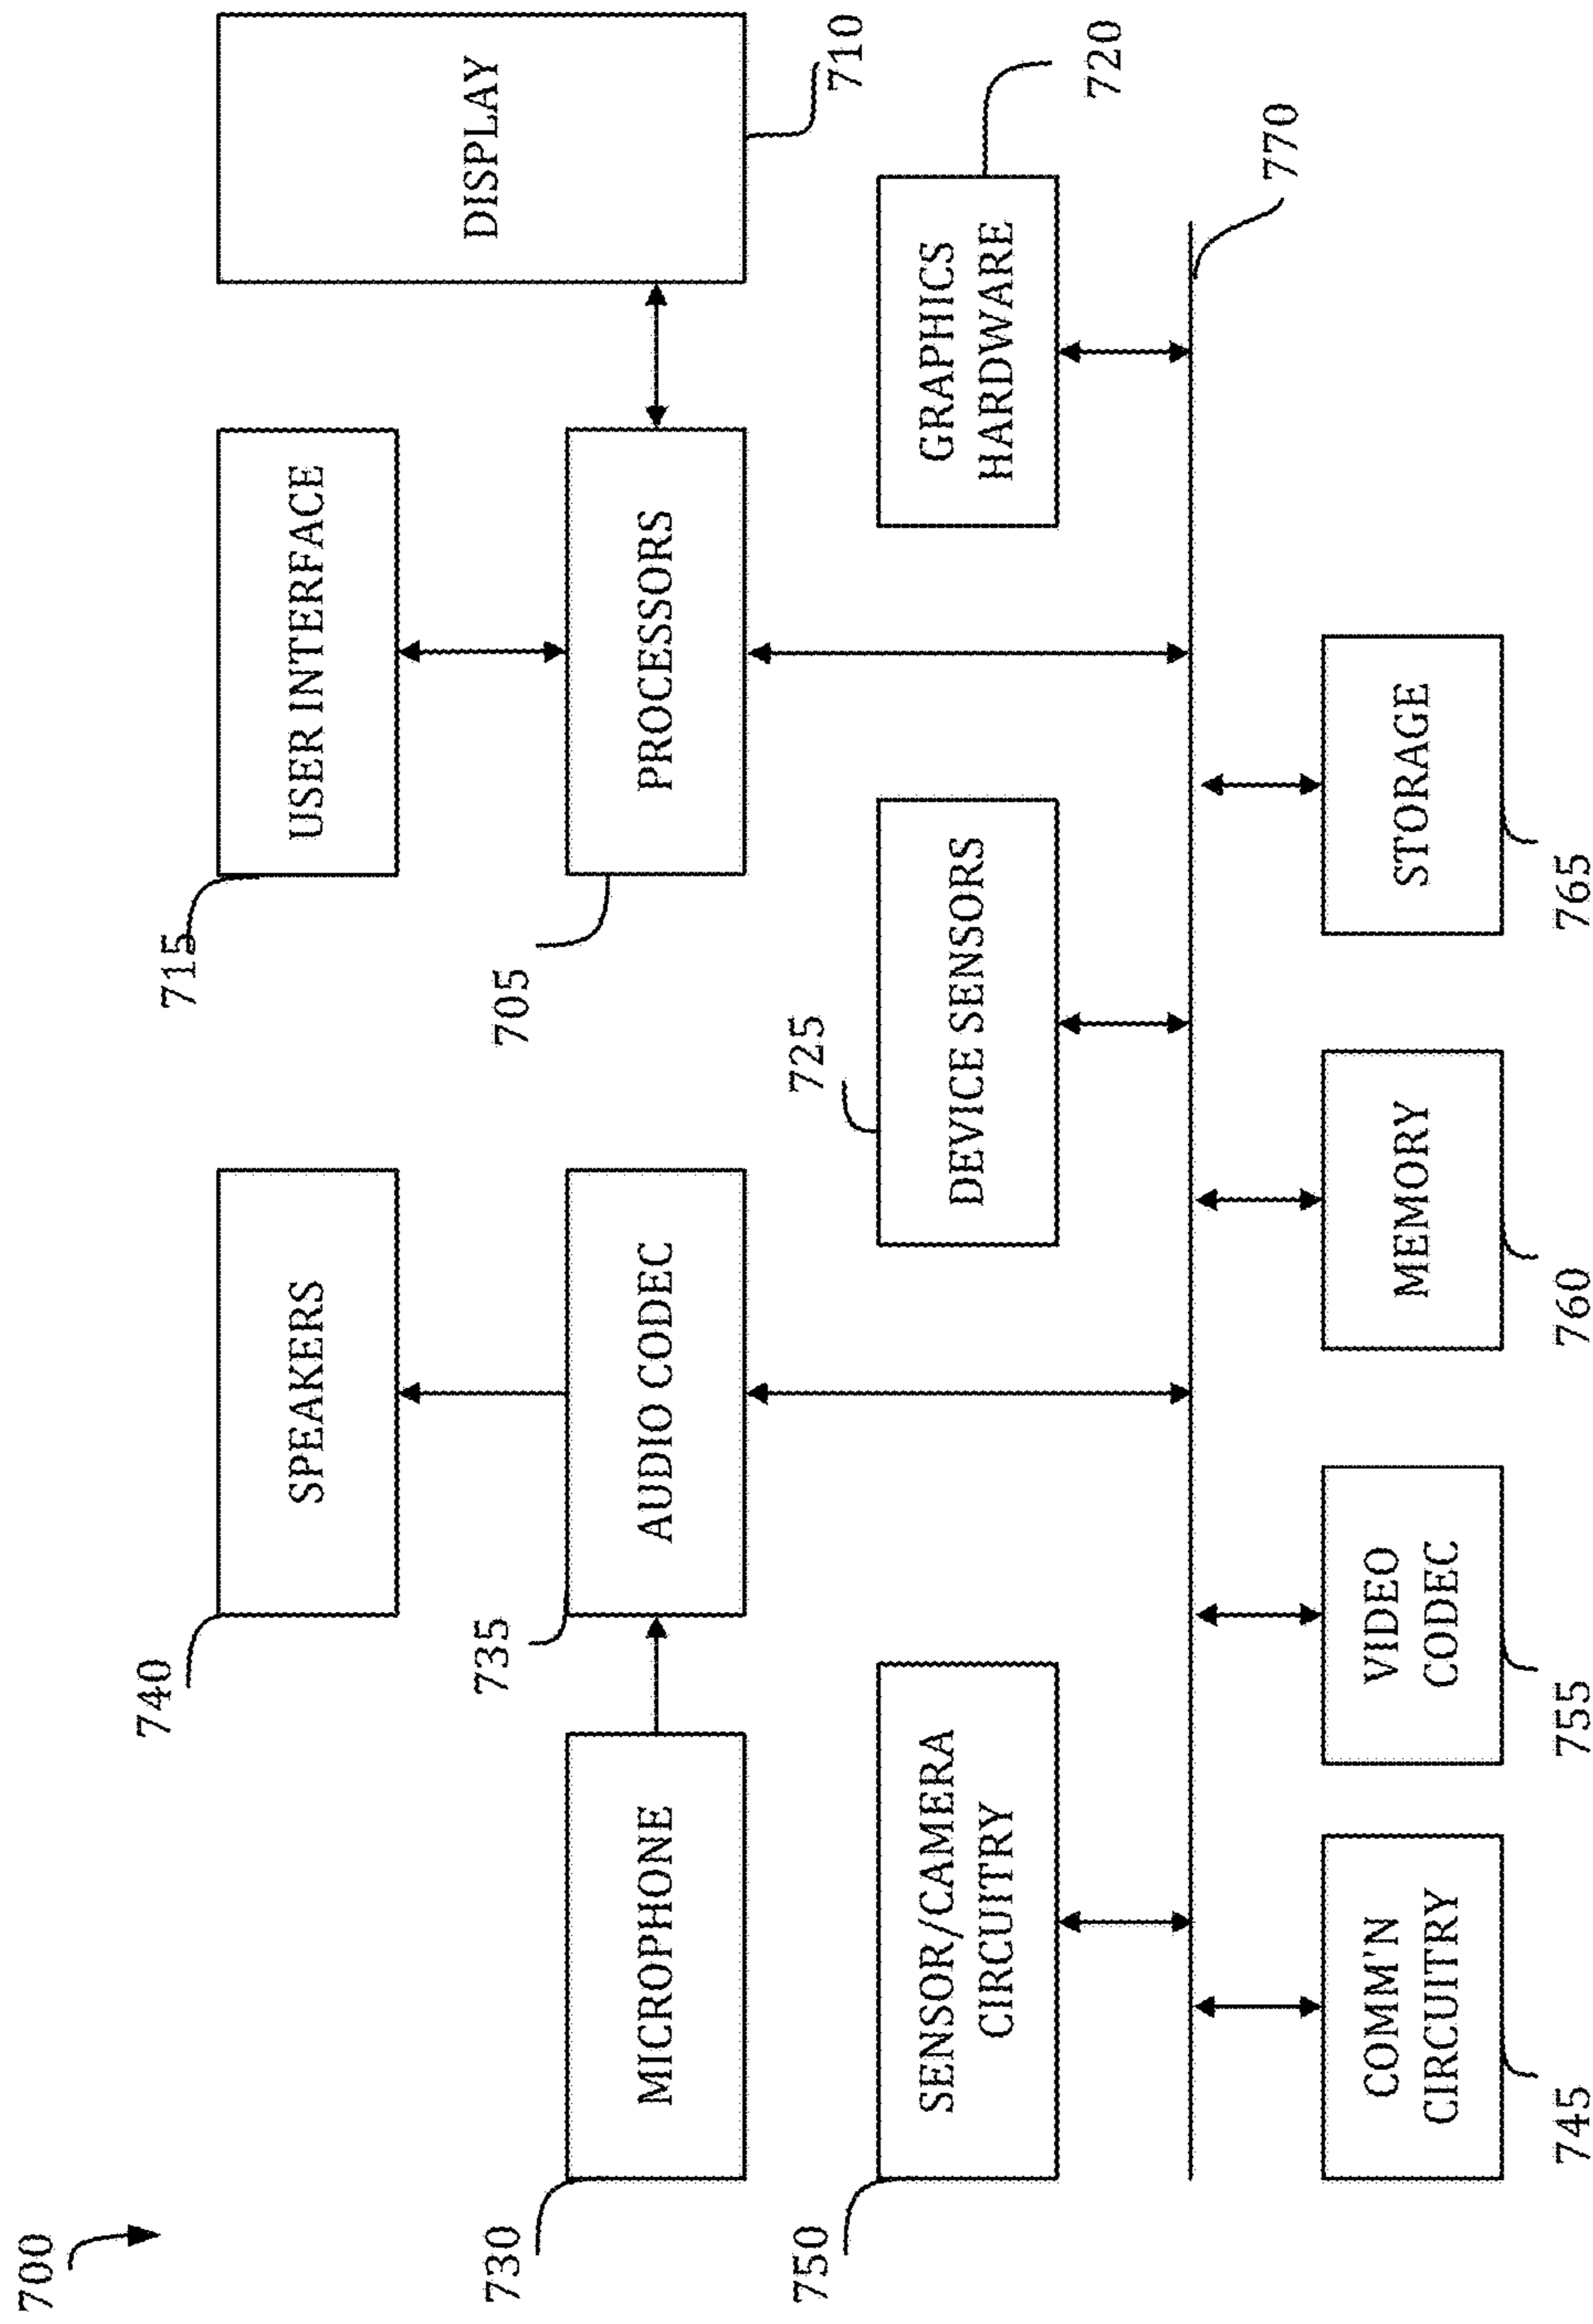 700
740
SPEAKERS
715
USER INTERFACE
DISPLAY
710
730
MICROPHONE
735
AUDIO CODEC
705
PROCESSORS
750
SENSOR/CAMERA
CIRCUITRY
725
DEVICE SENSORS
GRAPHICS
HARDWARE
720
770
COMM'N
CIRCUITRY
745
VIDEO
CODEC
755
MEMORY
760
STORAGE
765